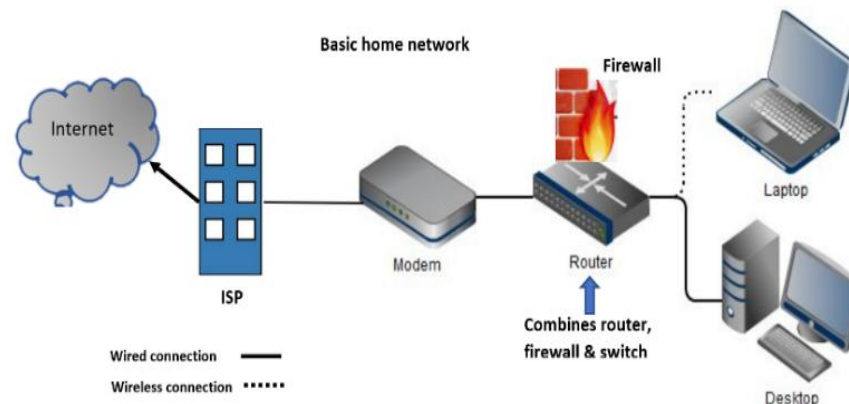 Basic home network
Firewall
Internet
Laptop
Modem
Router
ISP
Combines router,
firewall & switch
Wired connection
Wireless connection
Desktop